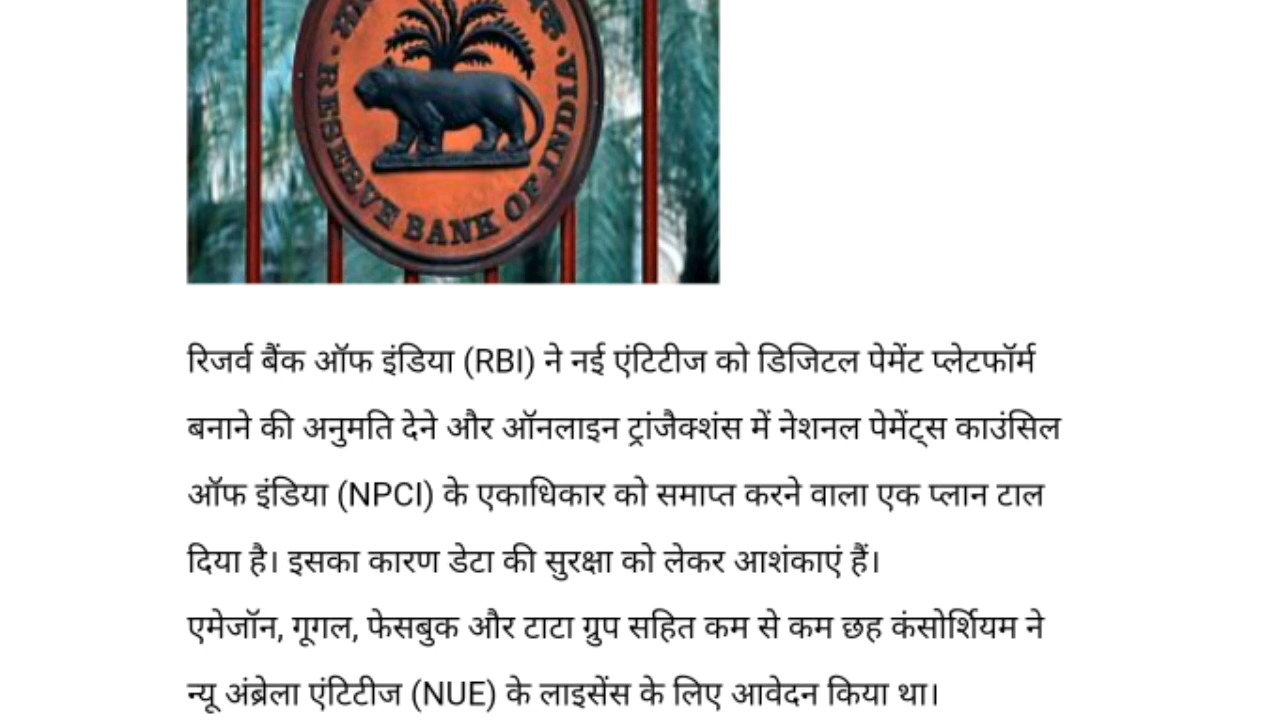 RESERVE BANK OF INDIA
रिजर्व बैंक ऑफ इंडिया (RBI) ने नई एंटिटीज को डिजिटल पेमेंट प्लेटफॉर्म
बनाने की अनुमति देने और ऑनलाइन ट्रांजैक्शंस में नेशनल पेमेंट्स काउंसिल
ऑफ इंडिया (NPCI) के एकाधिकार को समाप्त करने वाला एक प्लान टाल
दिया है। इसका कारण डेटा की सुरक्षा को लेकर आशंकाएं हैं।
एमेजॉन, गूगल, फेसबुक और टाटा ग्रुप सहित कम से कम छह कंसोर्शियम ने
न्यू अंब्रेला एंटिटीज (NUE) के लाइसेंस के लिए आवेदन किया था।